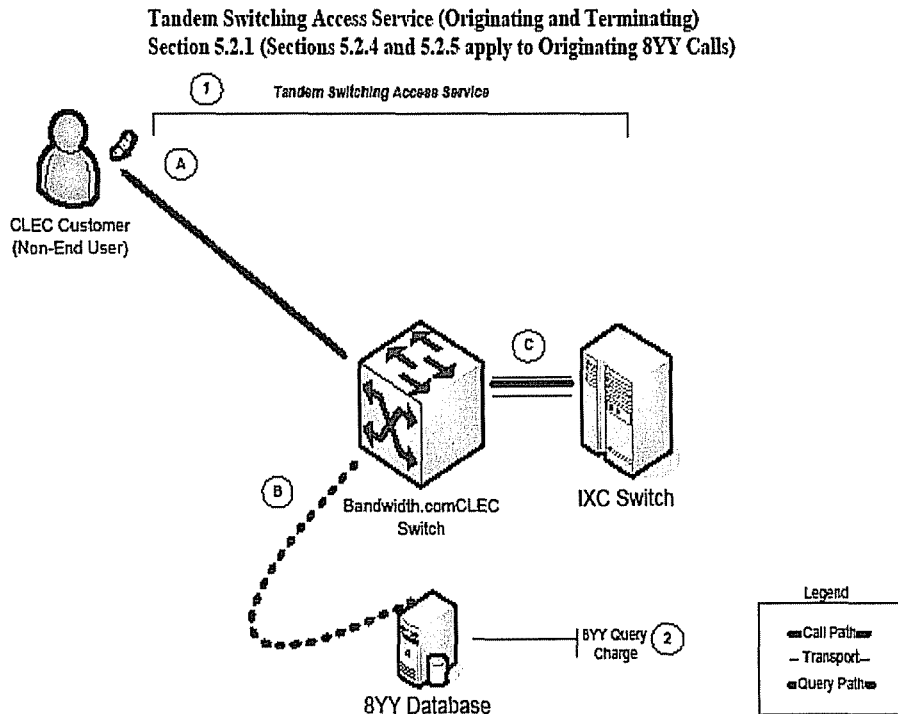 Tandem Switching Access Service (Originating and Terminating)
Section 5.2.1 (Sections 5.2.4 and 5.2.5 apply to Originating 8YY Calls)
1
Tandem Switching Access Service
A
CLEC Customer
(Non-End User)
C
IXC Switch
B
Bandwidth.comCLEC
Switch
8YY Query
Charge
2
8YY Database
Legend
Call Path
Transport
Query Path